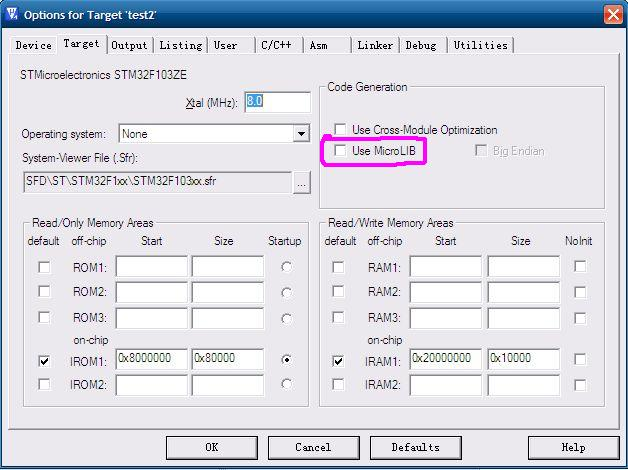 Options for Target 'test2'
Device Target Output Listing User C/C++ Asm Linker Debug Utilities
STMicroelectronics STM32F103ZE
Xtal (MHz): 8.0
Operating system: None
System-Viewer File (.Sfr):
SFD\ST\STM32F1xx\STM32F103xx.sfr ...
Code Generation
Use Cross-Module Optimization
Use MicroLIB Big Endian
Read/Only Memory Areas
default off-chip Start Size Startup
ROM1:
ROM2:
ROM3:
on-chip
IROM1: 0x8000000 0x80000
IROM2:
Read/Write Memory Areas
default off-chip Start Size NoInit
RAM1:
RAM2:
RAM3:
on-chip
IRAM1: 0x20000000 0x10000
IRAM2:
OK Cancel Defaults Help